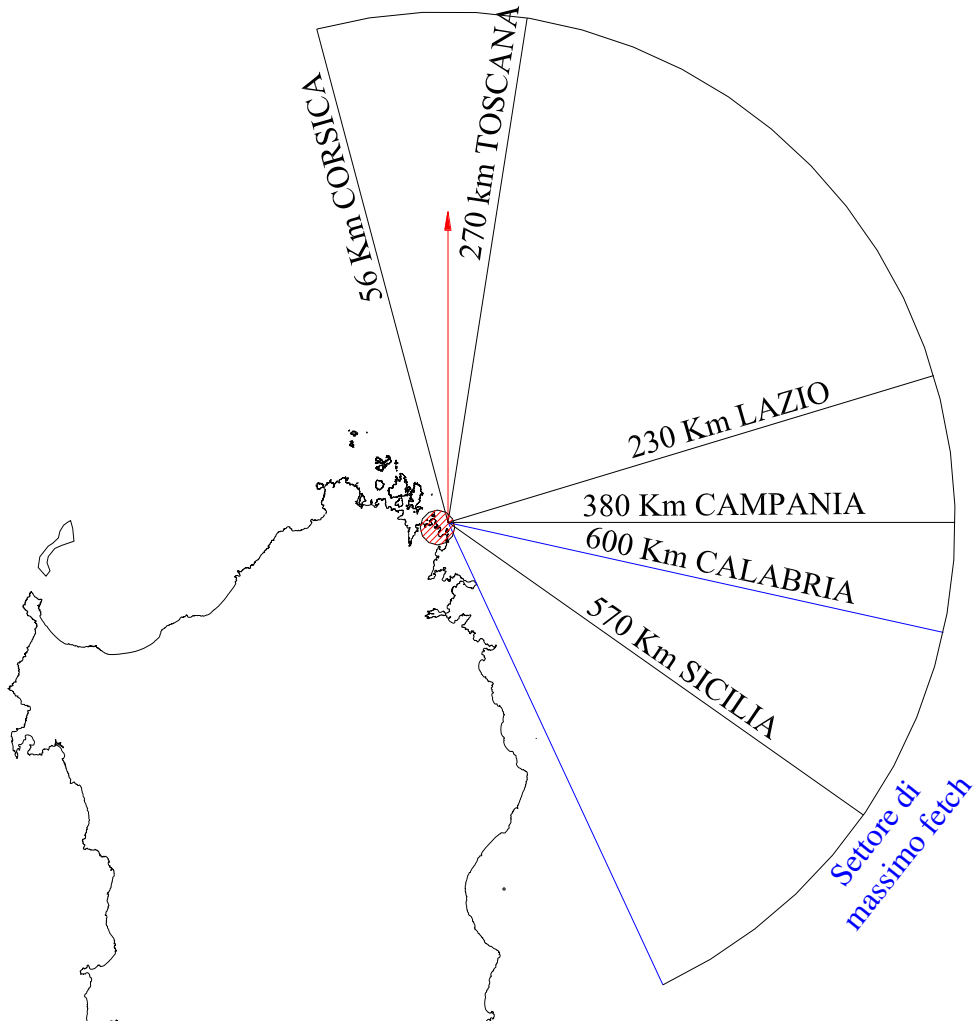 56 Km CORSICA
270 km TOSCANA
230 Km LAZIO
380 Km CAMPANIA
600 Km CALABRIA
570 Km SICILIA
Settore di
massimo fetch